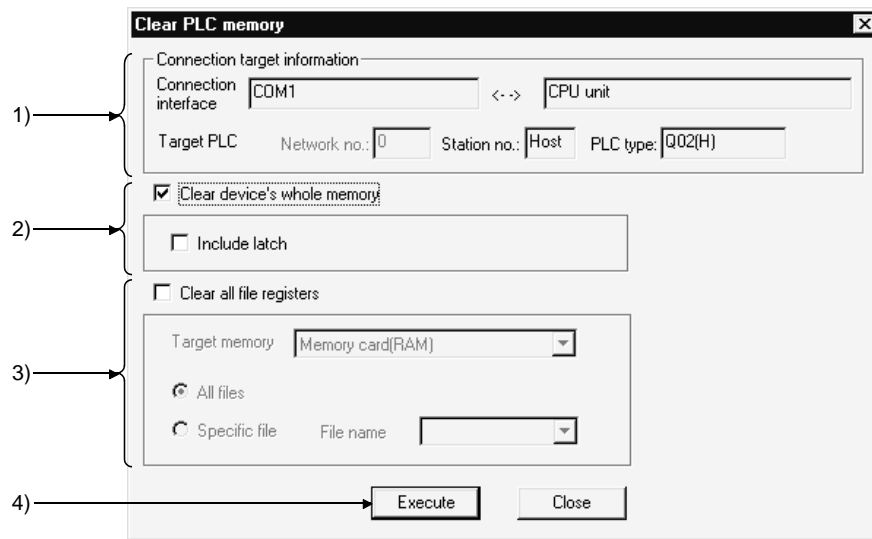 Clear PLC memory
Connection target information
1)
Connection interface COM1 <--> CPU unit
Target PLC Network no.: 0 Station no.: Host PLC type: Q02(H)
Clear device's whole memory
2)
Include latch
Clear all file registers
Target memory Memory card(RAM)
3)
All files
Specific file File name
4)
Execute Close